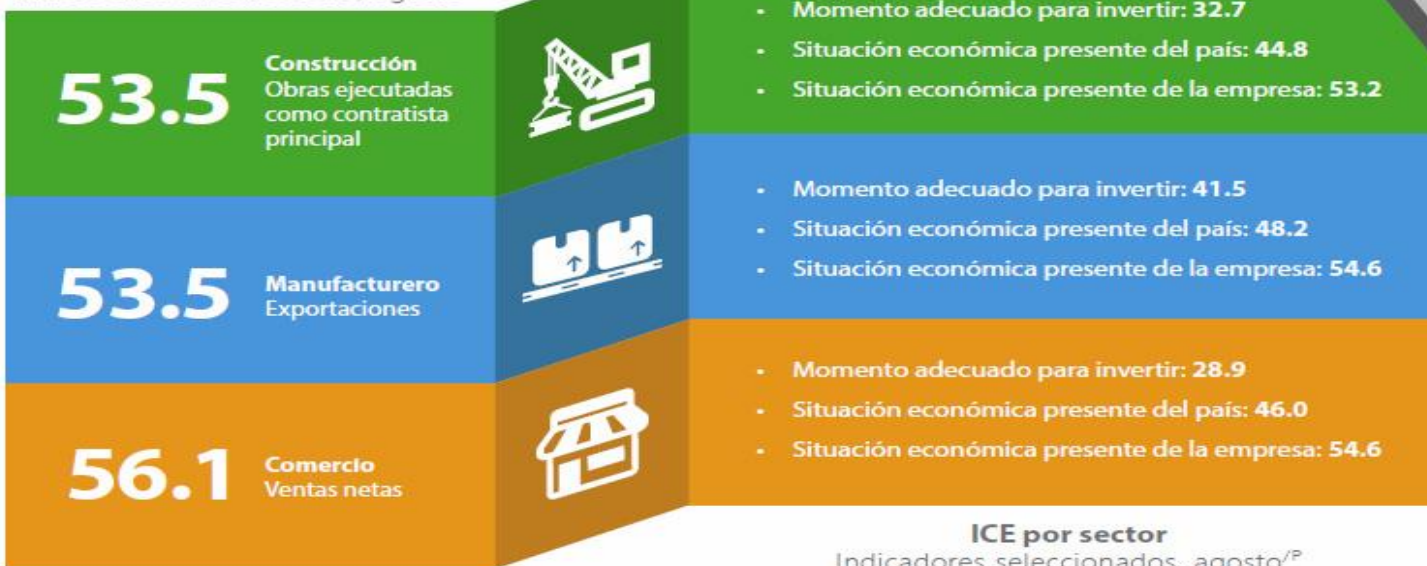 53.5
Construcción
Obras ejecutadas
como contratista
principal
• Momento adecuado para invertir: 32.7
• Situación económica presente del país: 44.8
• Situación económica presente de la empresa: 53.2
53.5
Manufacturero
Exportaciones
• Momento adecuado para invertir: 41.5
• Situación económica presente del país: 48.2
• Situación económica presente de la empresa: 54.6
56.1
Comercio
Ventas netas
• Momento adecuado para invertir: 28.9
• Situación económica presente del país: 46.0
• Situación económica presente de la empresa: 54.6
ICE por sector
Indicadores seleccionados, agosto/P